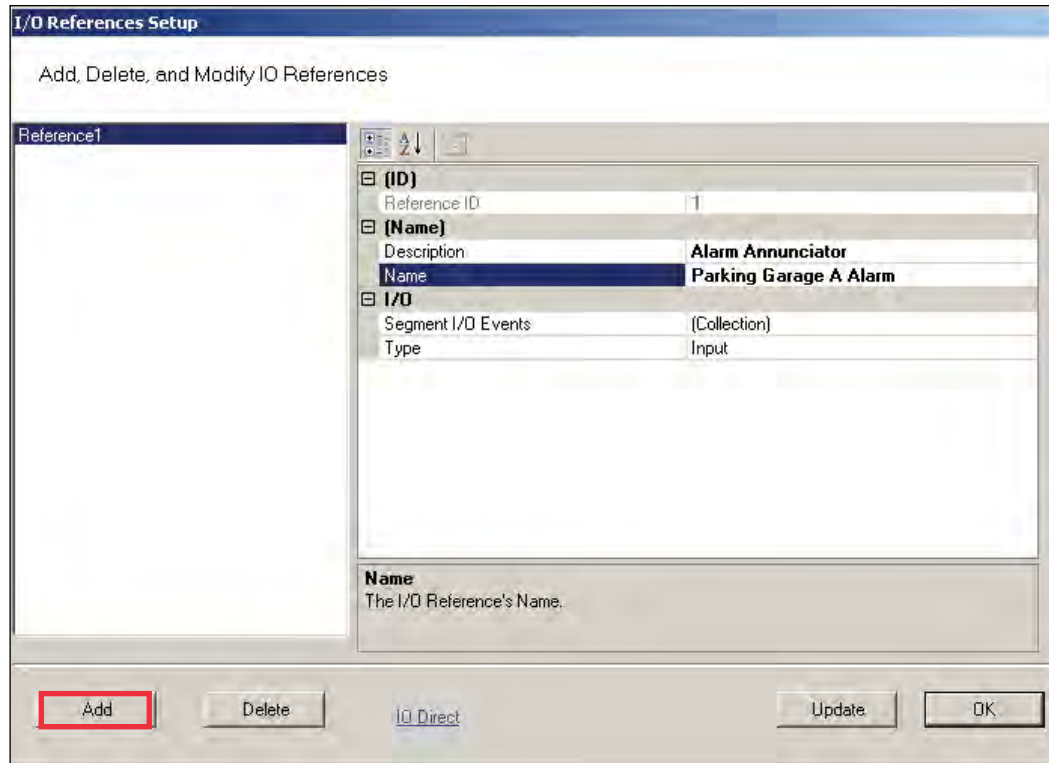 I/O References Setup
Add, Delete, and Modify IO References
Reference1
(ID)
Reference ID 1
(Name)
Description Alarm Annunciator
Name Parking Garage A Alarm
I/O
Segment I/O Events (Collection)
Type Input
Name
The I/O Reference's Name.
Add Delete IO Direct Update OK